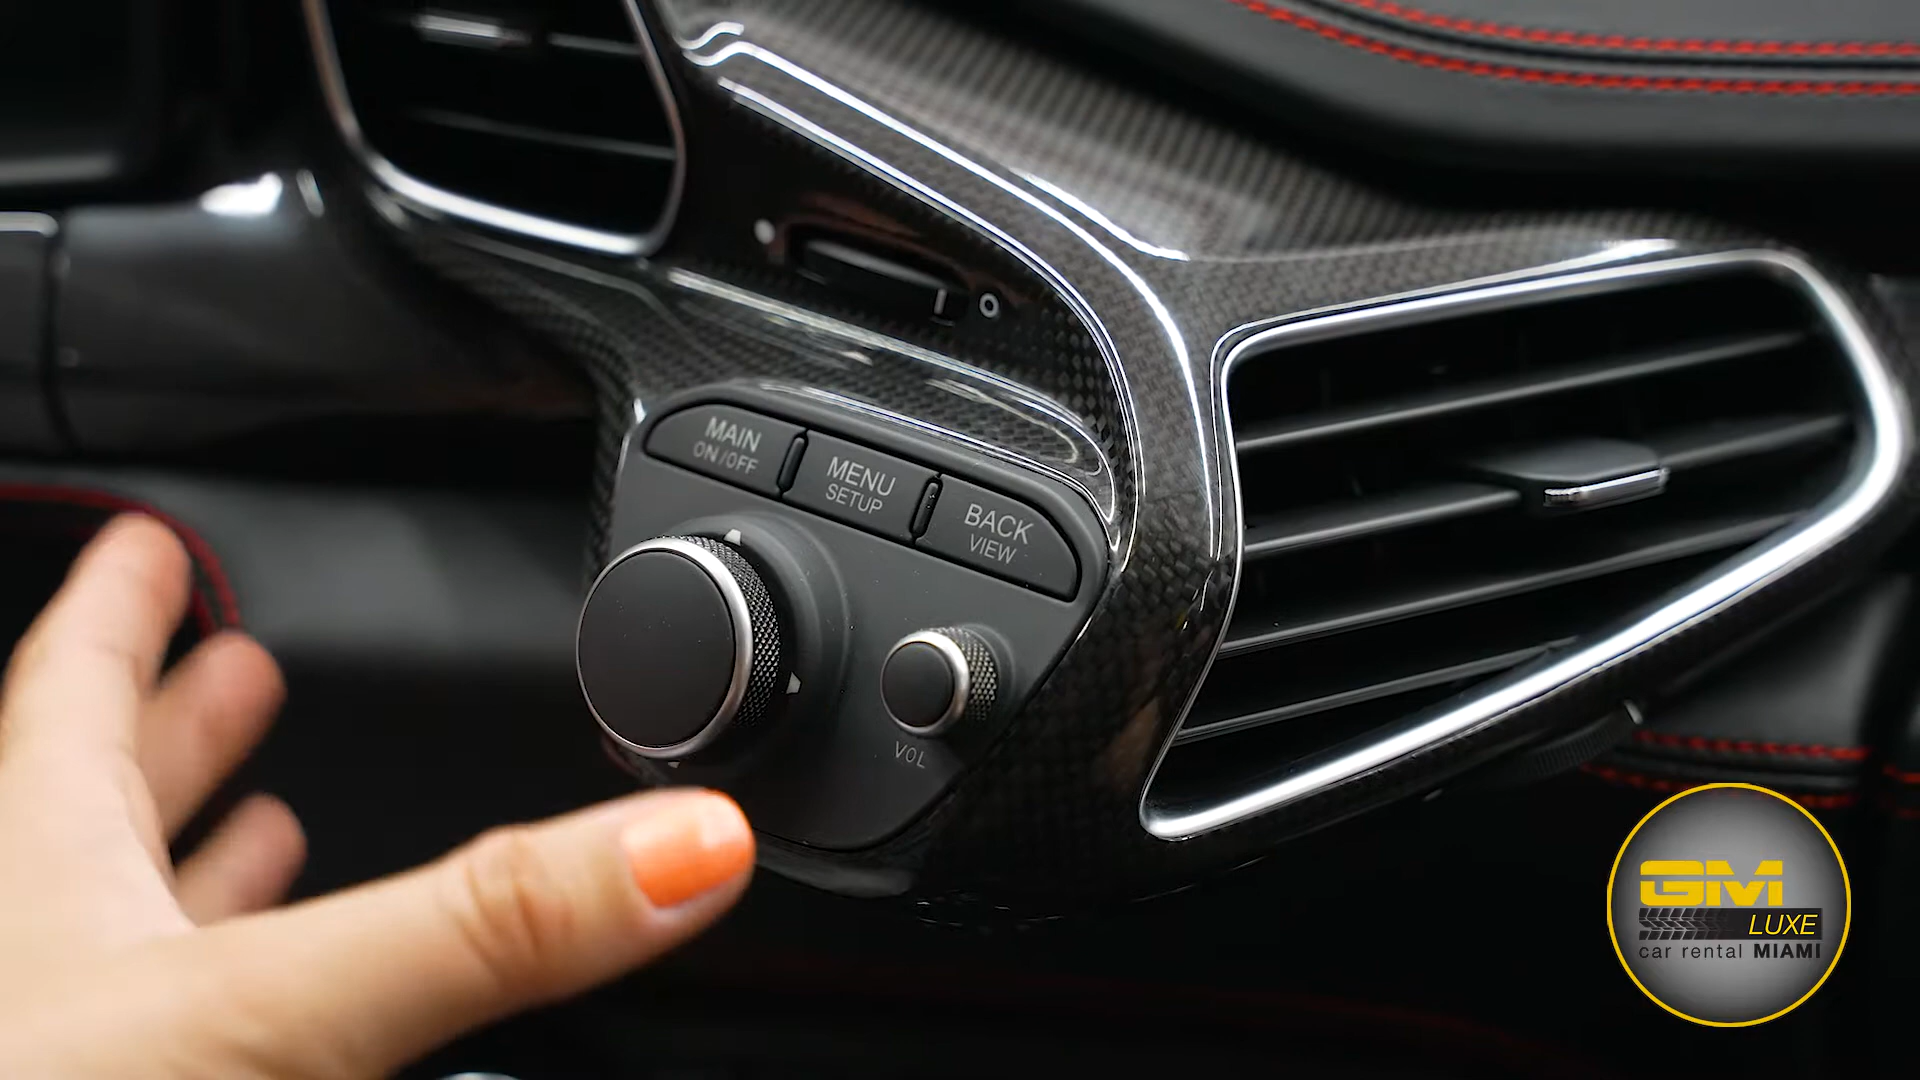 MAIN
ON/OFF
MENU
SETUP
BACK
VIEW
VOL
GM
LUXE
car rental MIAMI